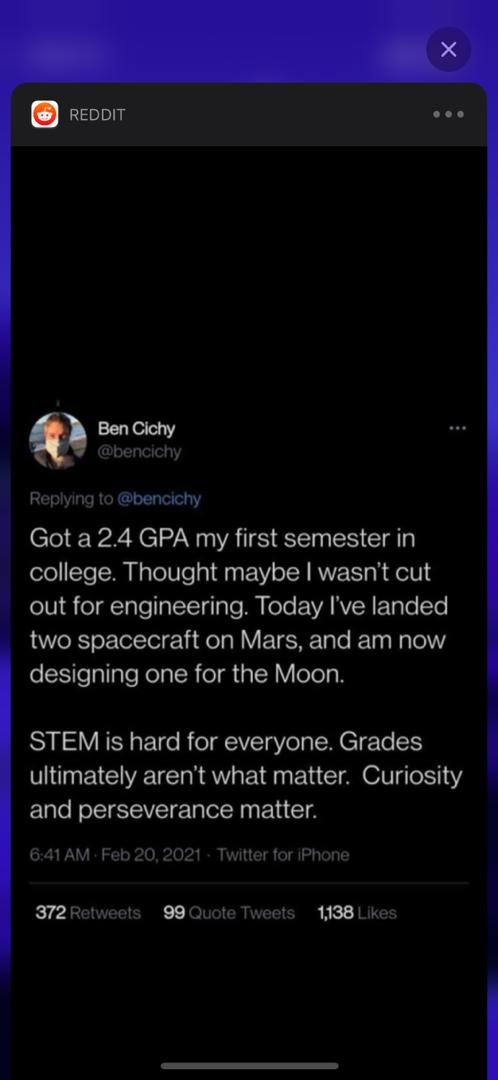 REDDIT
Ben Cichy
@bencichy
Replying to @bencichy
Got a 2.4 GPA my first semester in
college. Thought maybe I wasn't cut
out for engineering. Today I've landed
two spacecraft on Mars, and am now
designing one for the Moon.
STEM is hard for everyone. Grades
ultimately aren't what matter. Curiosity
and perseverance matter.
6:41 AM · Feb 20, 2021 · Twitter for iPhone
372 Retweets 99 Quote Tweets 1,138 Likes